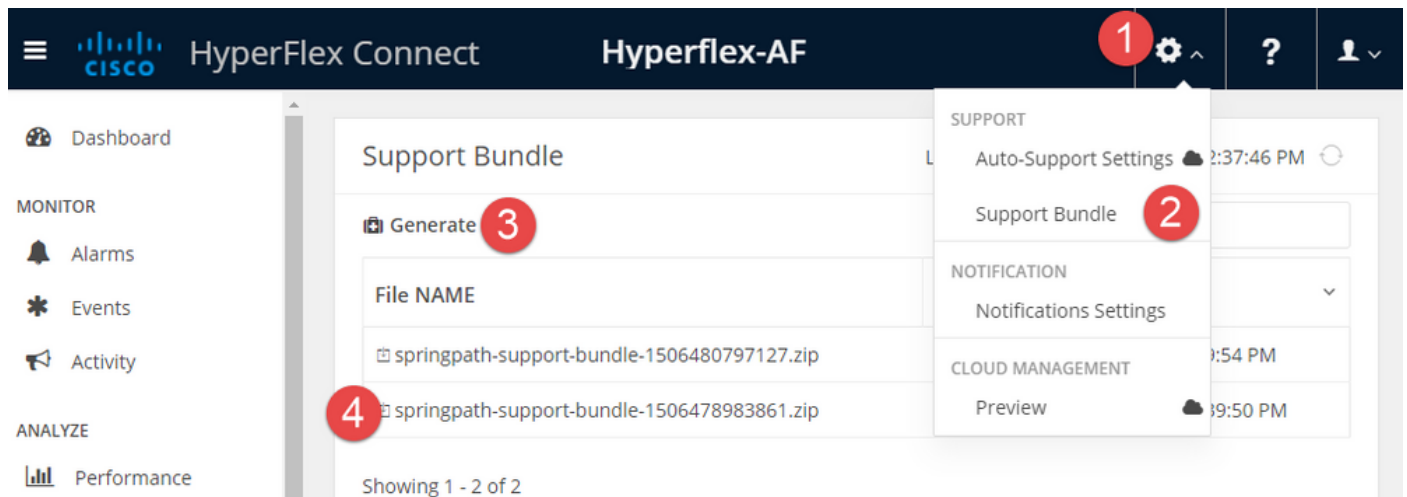 CISCO HyperFlex Connect Hyperflex-AF 1 ?
Dashboard
MONITOR
Alarms
Events
Activity
ANALYZE
Performance
Support Bundle L 2:37:46 PM
Generate 3
File NAME
springpath-support-bundle-1506480797127.zip :54 PM
4 springpath-support-bundle-1506478983861.zip 39:50 PM
Showing 1 - 2 of 2
SUPPORT
Auto-Support Settings
Support Bundle 2
NOTIFICATION
Notifications Settings
CLOUD MANAGEMENT
Preview